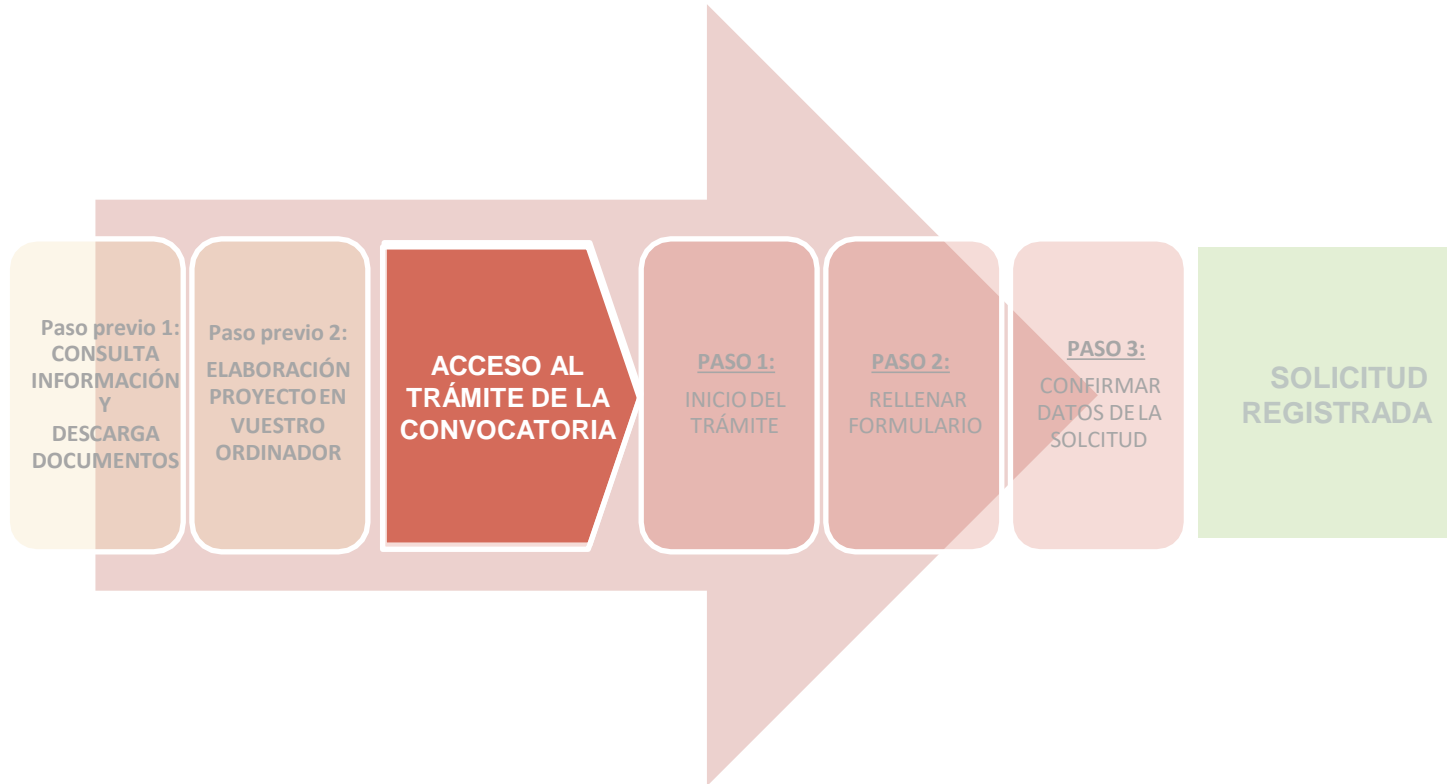 Paso previo 1:
CONSULTA
INFORMACIÓN
Y
DESCARGA
DOCUMENTOS
Paso previo 2:
ELABORACIÓN
PROYECTO EN
VUESTRO
ORDINADOR
ACCESO AL
TRÁMITE DE LA
CONVOCATORIA
PASO 1:
INICIO DEL
TRÁMITE
PASO 2:
RELLENAR
FORMULARIO
PASO 3:
CONFIRMAR
DATOS DE LA
SOLCITUD
SOLICITUD
REGISTRADA